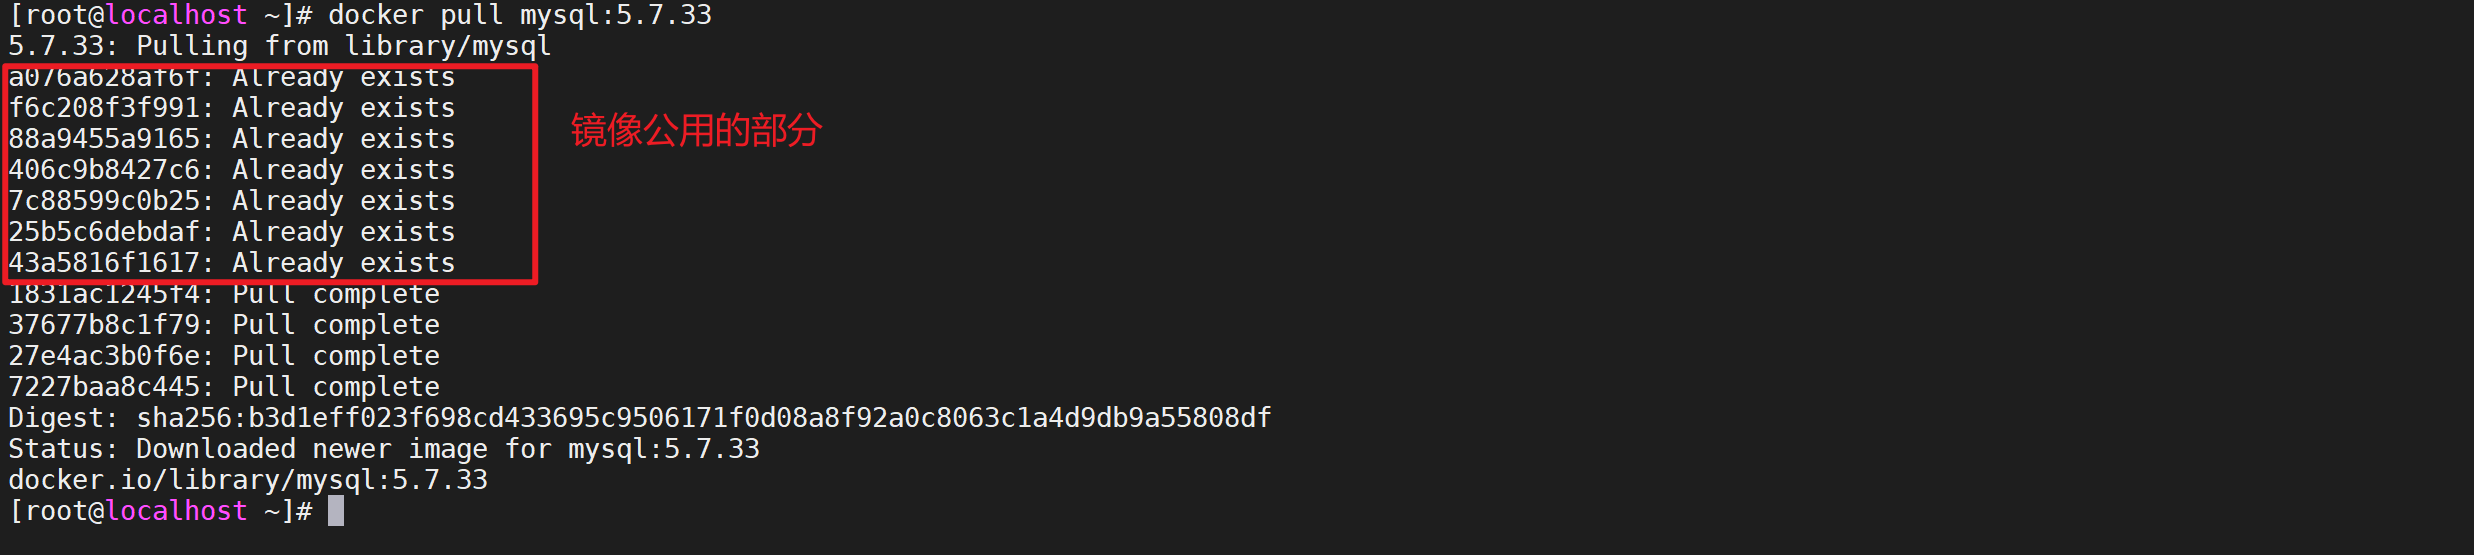 [root@localhost ~]# docker pull mysql:5.7.33
5.7.33: Pulling from library/mysql
a076a628af6f: Already exists
f6c208f3f991: Already exists
88a9455a9165: Already exists
镜像公用的部分
406c9b8427c6: Already exists
7c88599c0b25: Already exists
25b5c6debdaf: Already exists
43a5816f1617: Already exists
1831ac1245f4: Pull complete
37677b8c1f79: Pull complete
27e4ac3b0f6e: Pull complete
7227baa8c445: Pull complete
Digest: sha256:b3d1eff023f698cd433695c9506171f0d08a8f92a0c8063c1a4d9db9a55808df
Status: Downloaded newer image for mysql:5.7.33
docker.io/library/mysql:5.7.33
[root@localhost ~]#